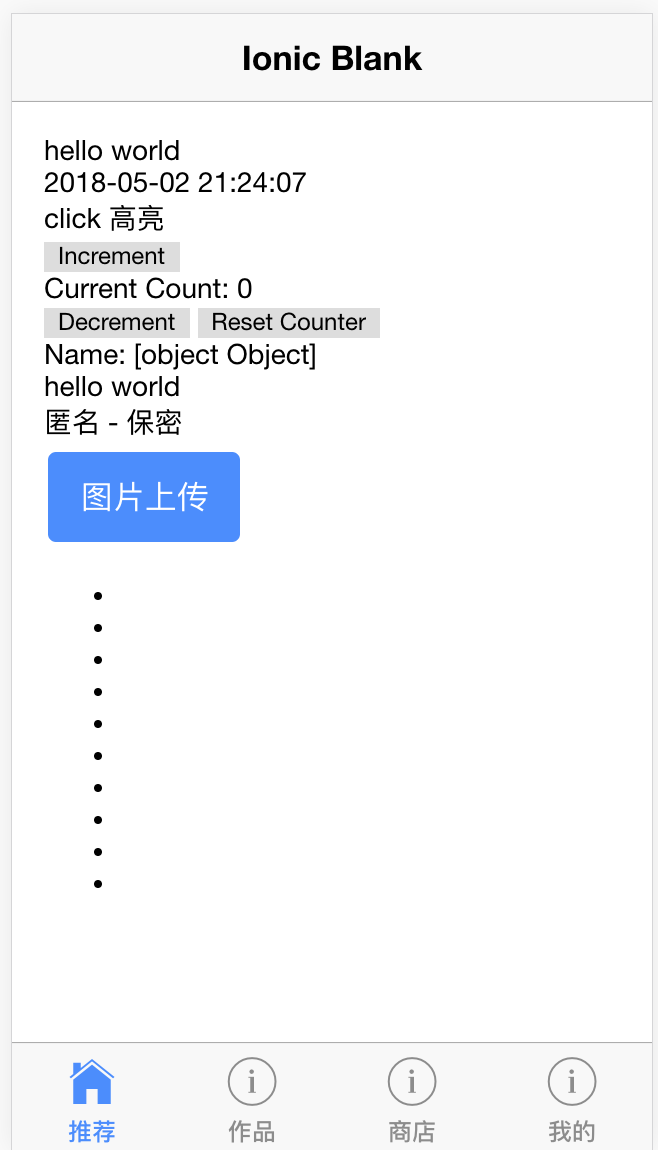 Ionic Blank
hello world
2018-05-02 21:24:07
click 高亮
Increment
Current Count: 0
Decrement Reset Counter
Name: [object Object]
hello world
匿名 - 保密
图片上传
推荐 作品 商店 我的